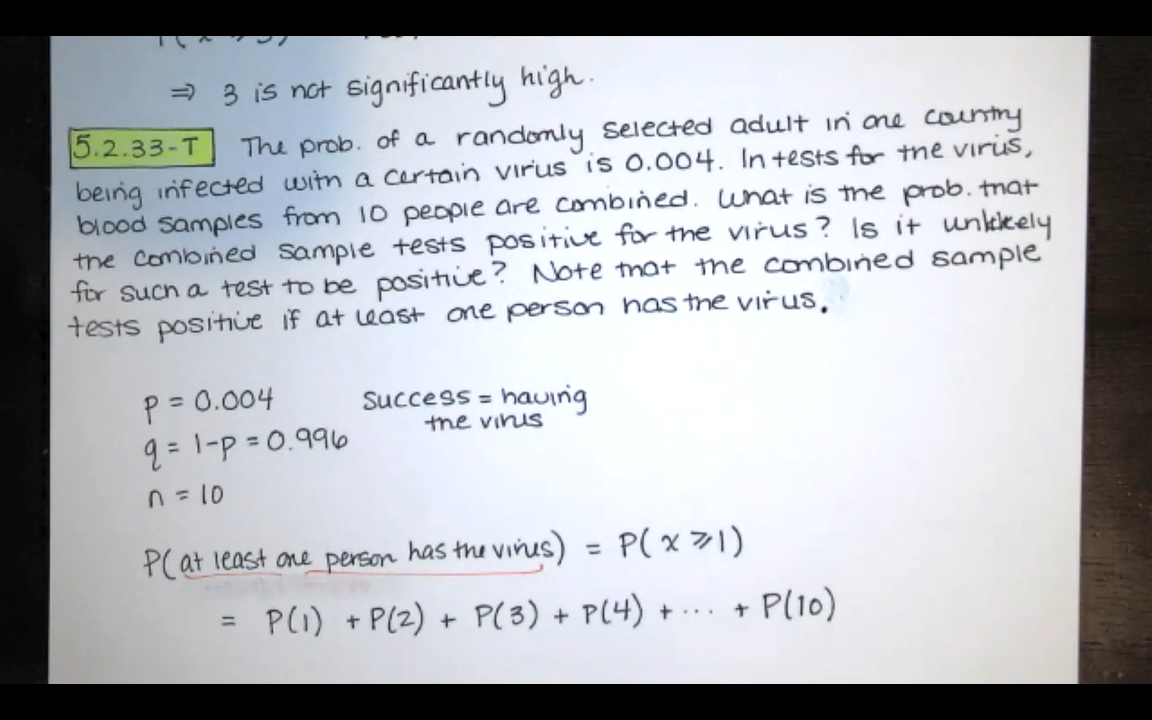 ⇒ 3 is not significantly high.
5.2.33-T The prob. of a randomly selected adult in one country
being infected with a certain virus is 0.004. In tests for the virus,
blood samples from 10 people are combined. What is the prob. that
the combined sample tests positive for the virus? Is it unlikely
for such a test to be positive? Note that the combined sample
tests positive if at least one person has the virus.
p = 0.004 Success = having
the virus
q = 1-p = 0.996
n = 10
P(at least one person has the virus) = P(x ⩾ 1)
= P(1) + P(2) + P(3) + P(4) + ... + P(10)